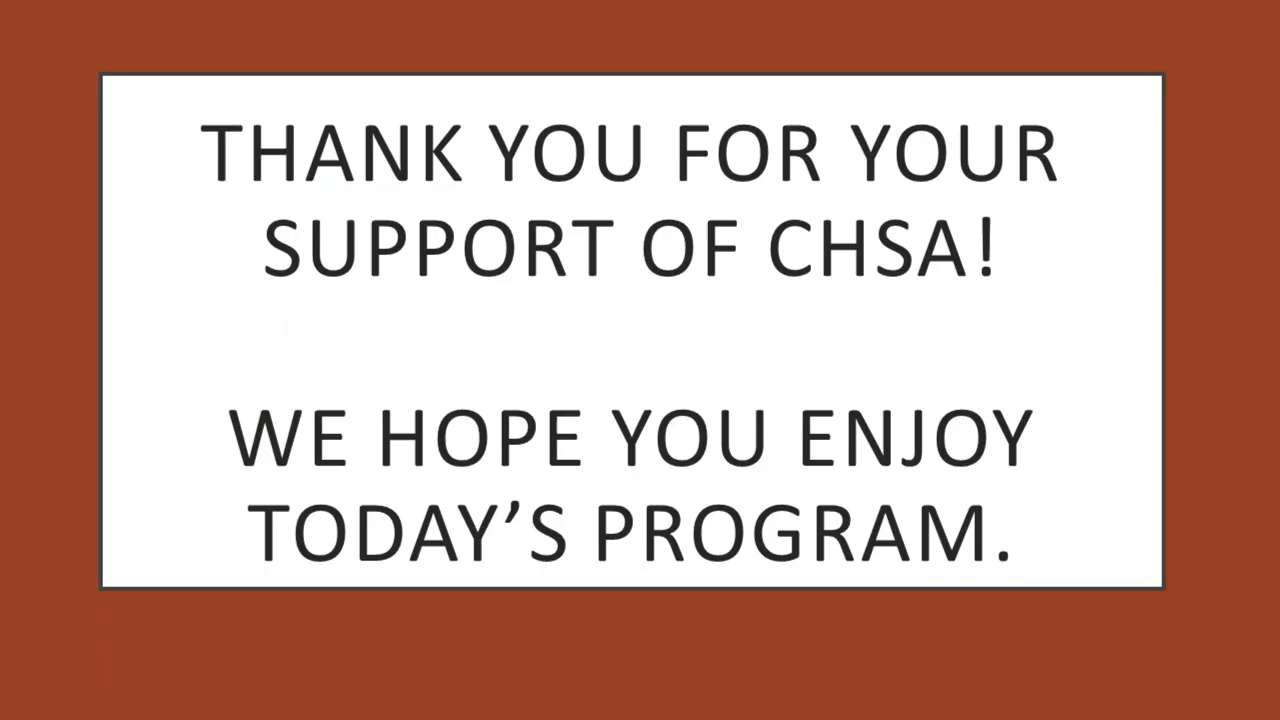 THANK YOU FOR YOUR
SUPPORT OF CHSA!
WE HOPE YOU ENJOY
TODAY’S PROGRAM.